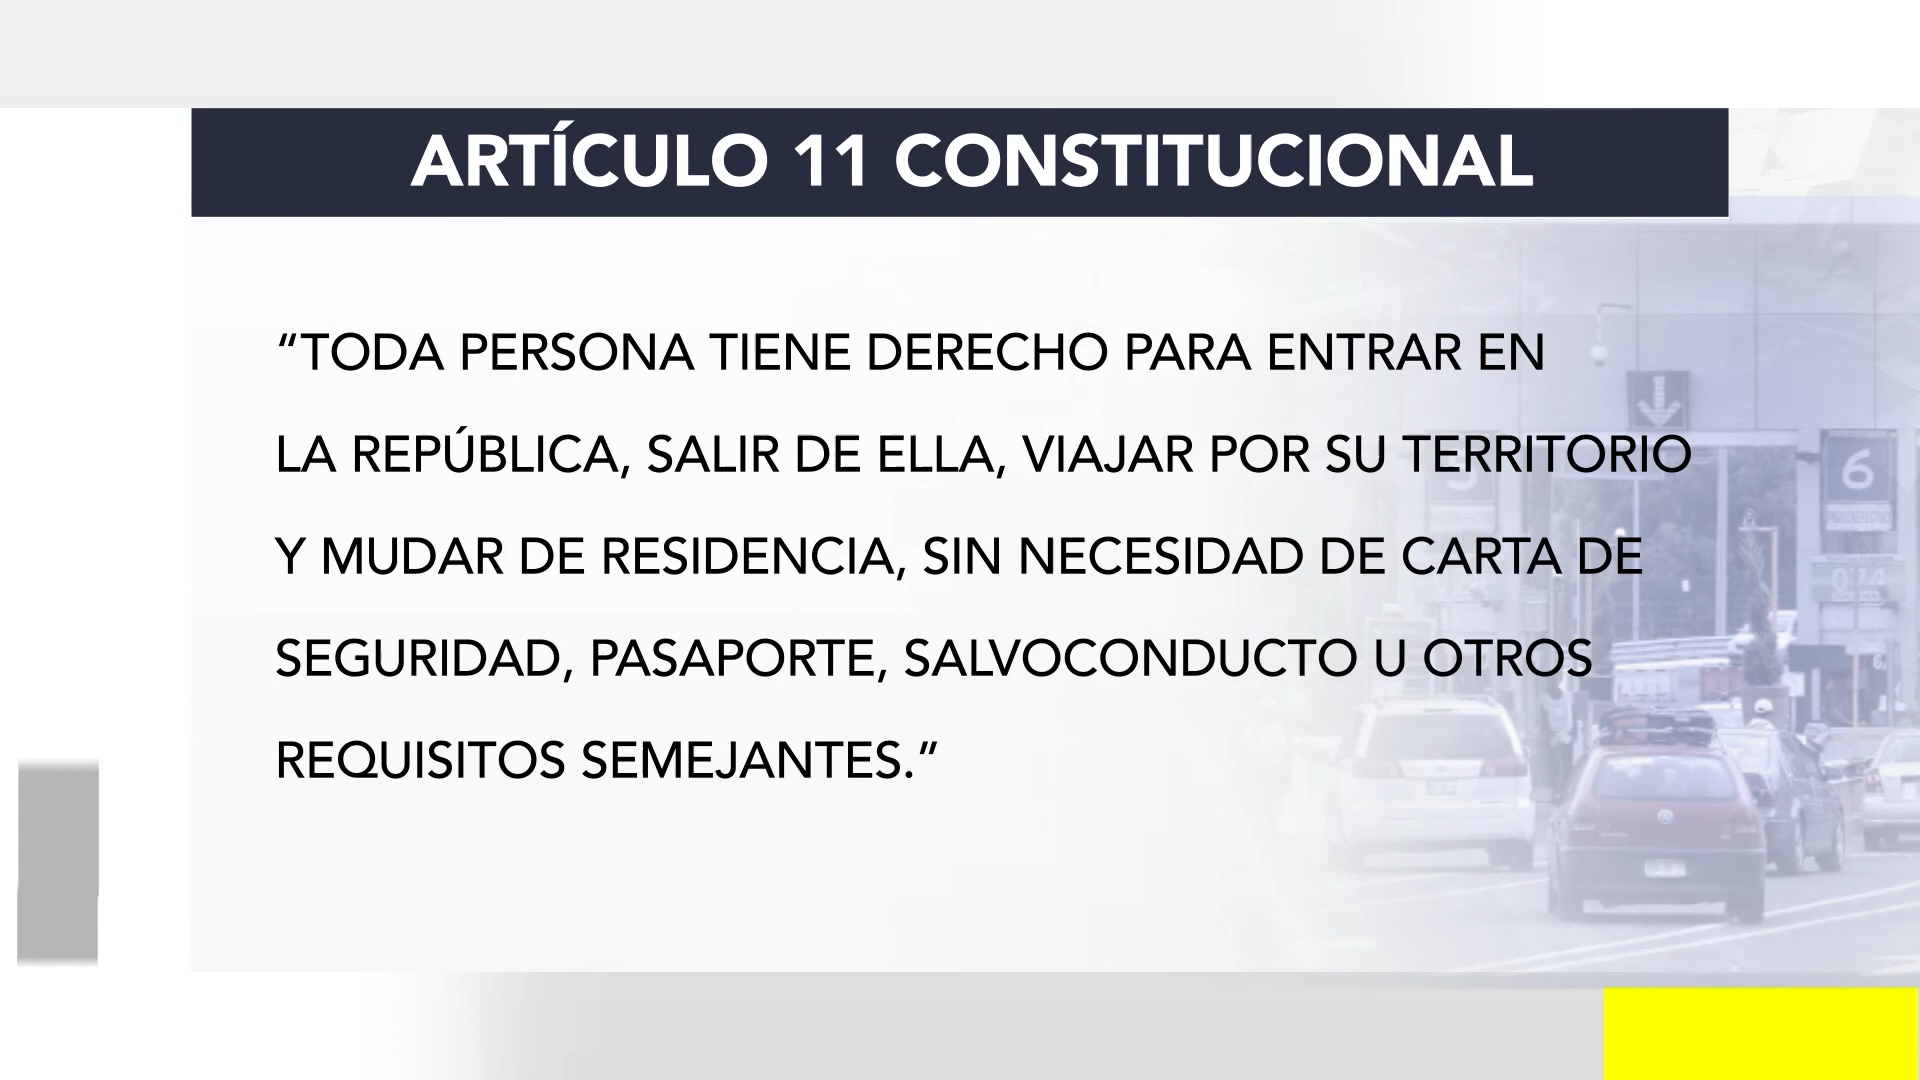 ARTÍCULO 11 CONSTITUCIONAL
“TODA PERSONA TIENE DERECHO PARA ENTRAR EN
LA REPÚBLICA, SALIR DE ELLA, VIAJAR POR SU TERRITORIO
Y MUDAR DE RESIDENCIA, SIN NECESIDAD DE CARTA DE
SEGURIDAD, PASAPORTE, SALVOCONDUCTO U OTROS
REQUISITOS SEMEJANTES.”
6
074